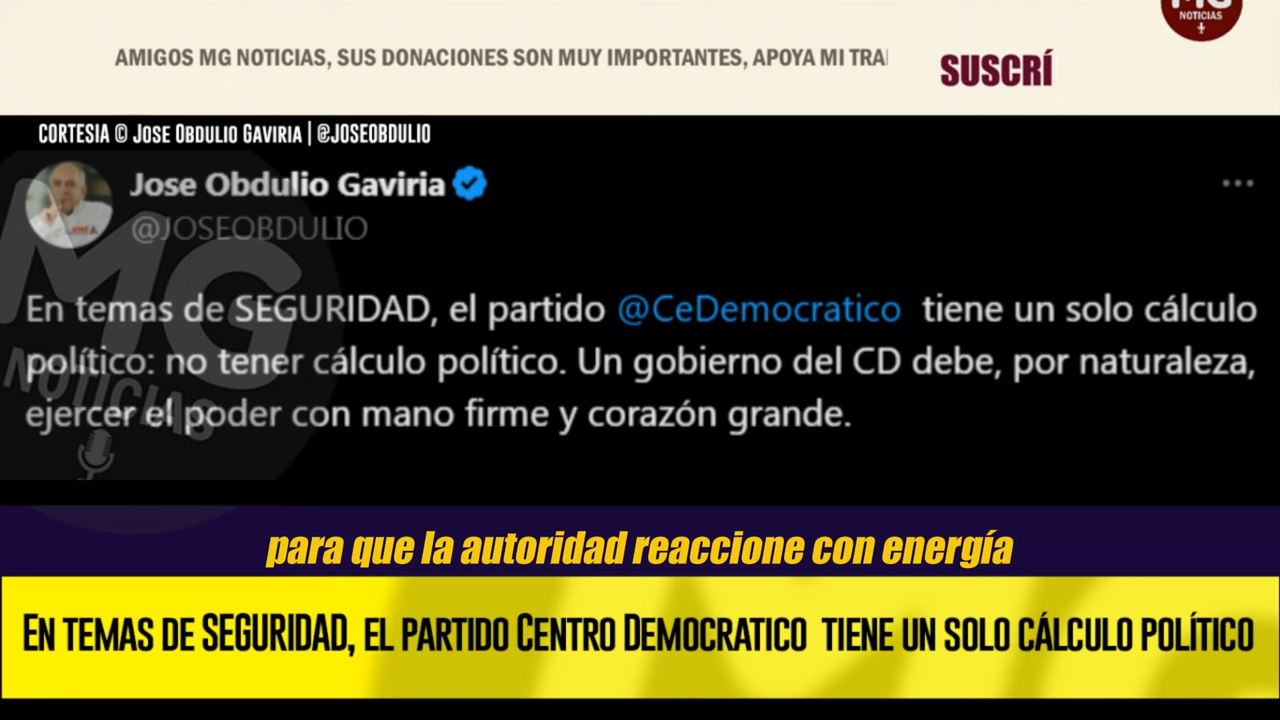 MG
NOTICIAS
AMIGOS MG NOTICIAS, SUS DONACIONES SON MUY IMPORTANTES, APOYA MI TRA
SUSCRÍ
CORTESIA © JOSE OBDULIO GAVIRIA | @JOSEOBDULIO
Jose Obdulio Gaviria
@JOSEOBDULIO
En temas de SEGURIDAD, el partido @CeDemocratico tiene un solo cálculo
político: no tener cálculo político. Un gobierno del CD debe, por naturaleza,
ejercer el poder con mano firme y corazón grande.
MG
NOTICIAS
para que la autoridad reaccione con energía
EN TEMAS DE SEGURIDAD, EL PARTIDO CENTRO DEMOCRATICO TIENE UN SOLO CÁLCULO POLÍTICO